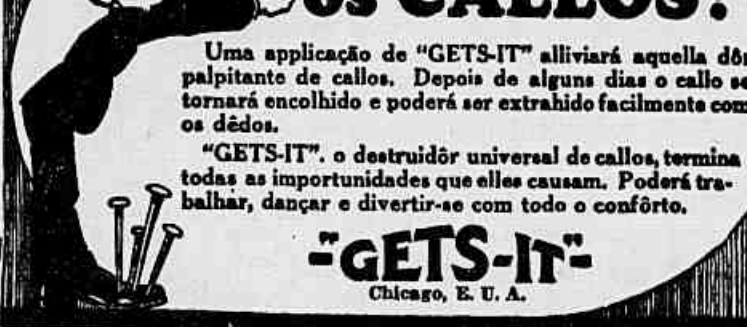 os CALLOS?
Uma applicação de "GETS-IT" alliviará aquella dôr
palpitante de callos. Depois de alguns dias o callo se
tornará encolhido e poderá ser extrahido facilmente com
os dêdos.
"GETS-IT". o destruidôr universal de callos, termina
todas as importunidades que elles causam. Poderá tra-
balhar, dançar e divertir-se com todo o confôrto.
-"GETS-IT"-
Chicago, E. U. A.